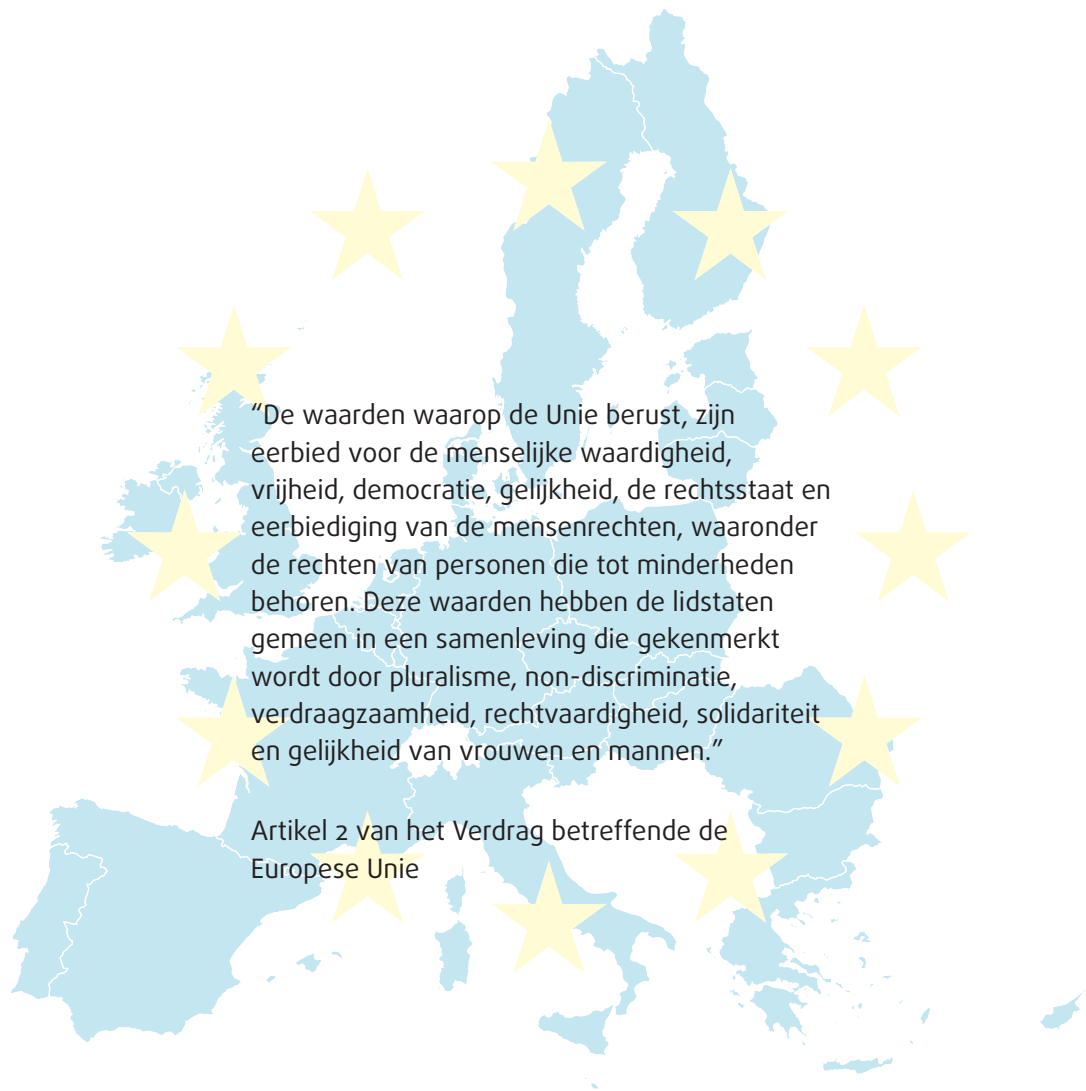 “De waarden waarop de Unie berust, zijn
eerbied voor de menselijke waardigheid,
vrijheid, democratie, gelijkheid, de rechtsstaat en
eerbiediging van de mensenrechten, waaronder
de rechten van personen die tot minderheden
behoren. Deze waarden hebben de lidstaten
gemeen in een samenleving die gekenmerkt
wordt door pluralisme, non-discriminatie,
verdraagzaamheid, rechtvaardigheid, solidariteit
en gelijkheid van vrouwen en mannen.”
Artikel 2 van het Verdrag betreffende de
Europese Unie